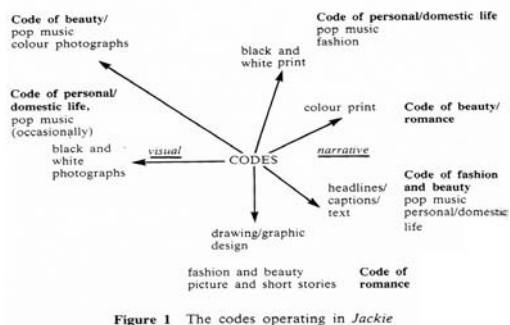 Code of beauty/
pop music
colour photographs
Code of personal/domestic life
pop music
fashion
black and
white print
Code of personal/
domestic life,
pop music
(occasionally)
black and
white
photographs
visual
CODES
narrative
colour print
Code of beauty/
romance
headlines/
captions/
text
Code of fashion
and beauty
pop music
personal/domestic
life
drawing/graphic
design
fashion and beauty
picture and short stories
Code of
romance
Figure 1 The codes operating in Jackie